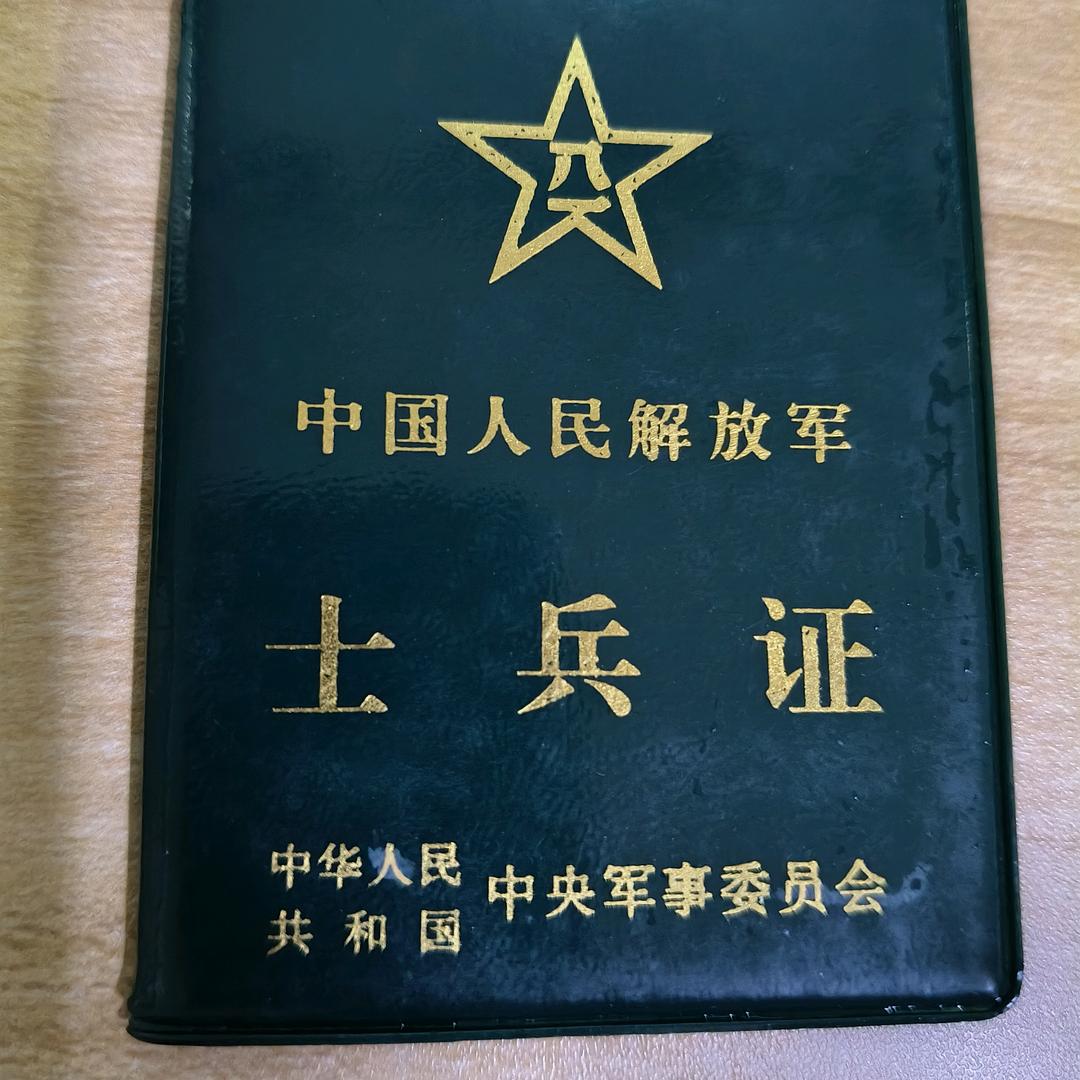 八一
中国人民解放军
士兵证
中华人民
共和国
中央军事委员会